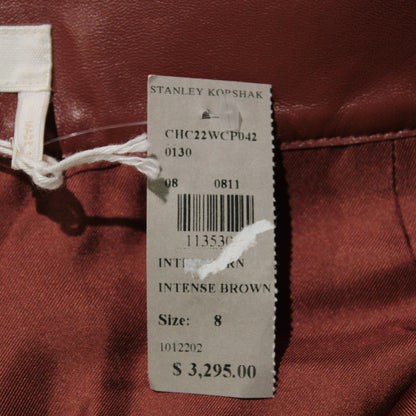 STANLEY KORSHAK
CHC22WCP042
0130
08 0811
INTENSE BROWN
Size: 8
1012202
$ 3,295.00